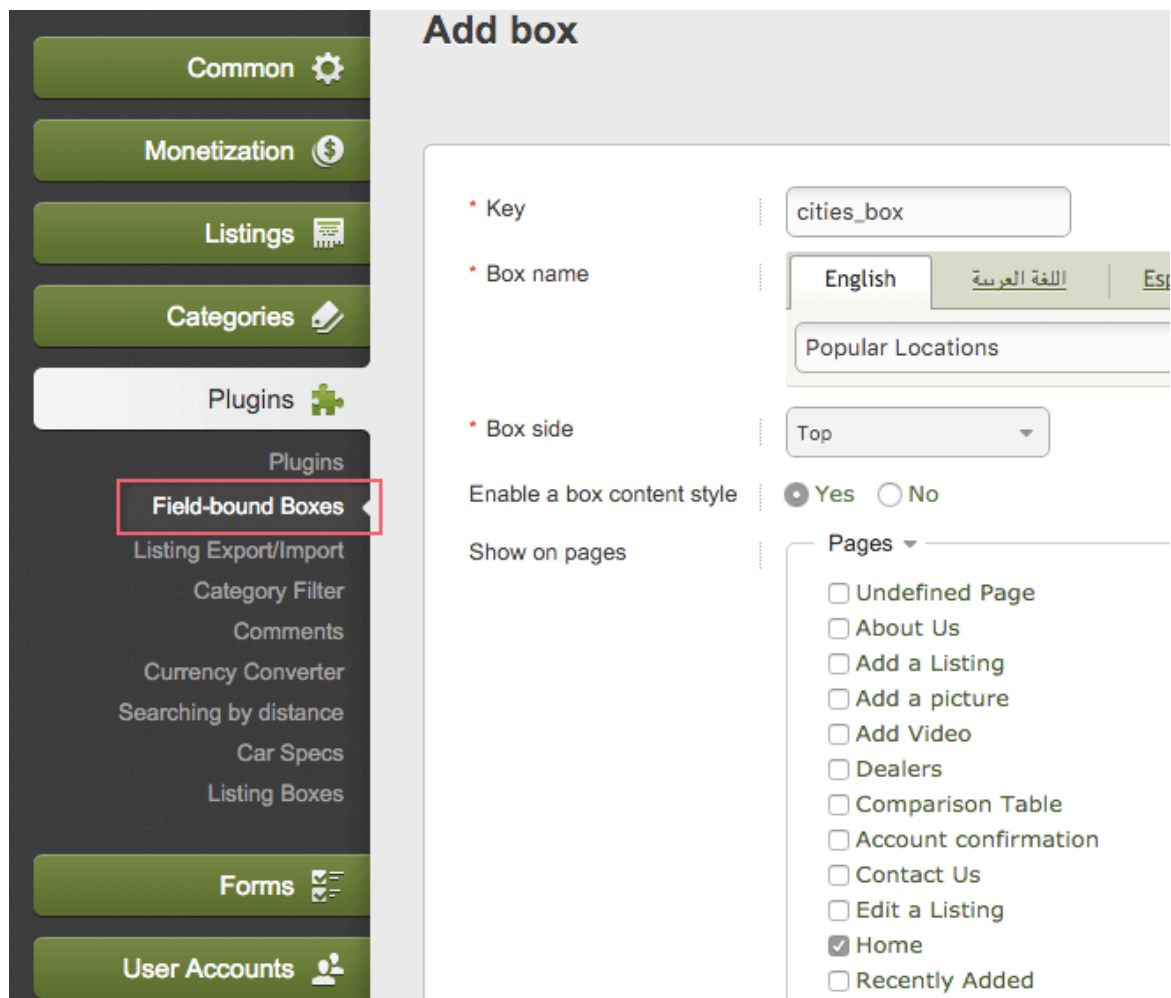 Add box
Common
Monetization
Listings
Categories
Plugins
Plugins
Field-bound Boxes
Listing Export/Import
Category Filter
Comments
Currency Converter
Searching by distance
Car Specs
Listing Boxes
Forms
User Accounts
* Key
cities_box
* Box name
English اللغة العربية Esp
Popular Locations
* Box side
Top
Enable a box content style
Yes No
Show on pages
Pages
Undefined Page
About Us
Add a Listing
Add a picture
Add Video
Dealers
Comparison Table
Account confirmation
Contact Us
Edit a Listing
Home
Recently Added